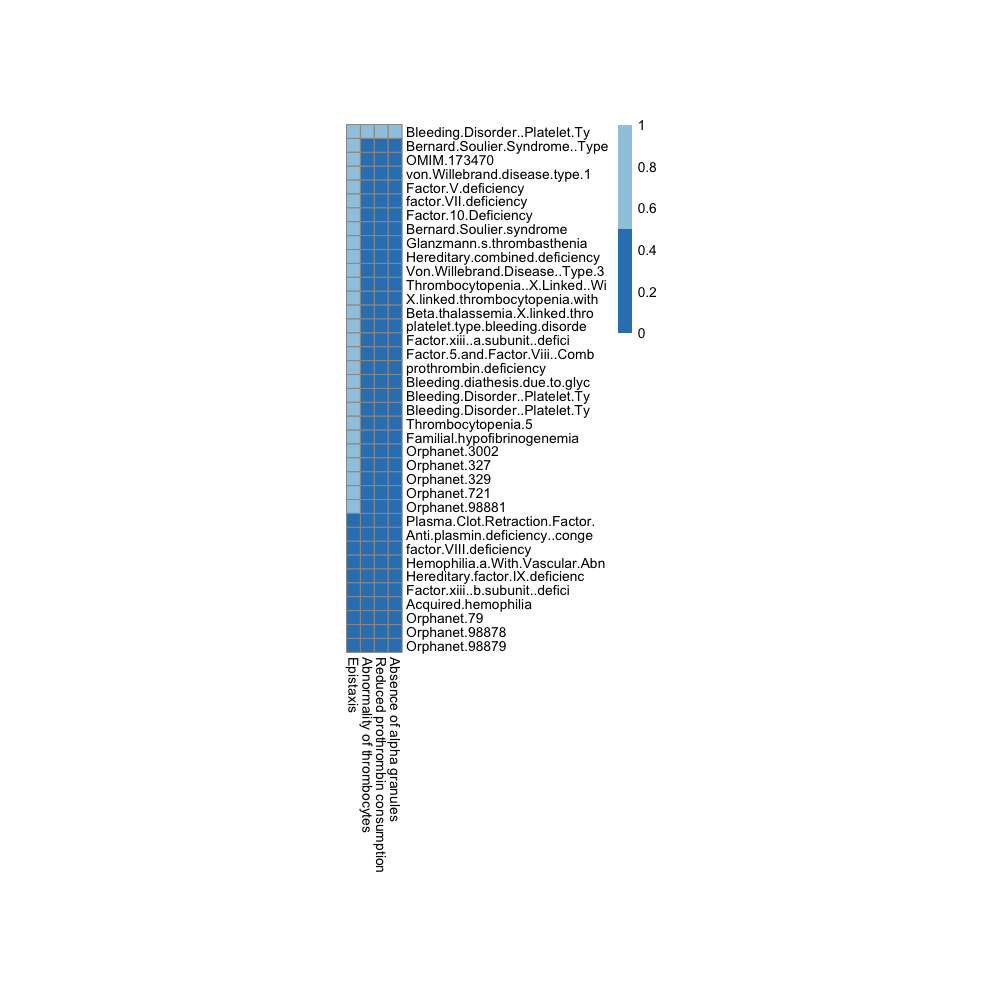 Bleeding.Disorder..Platelet.Ty
Bernard.Soulier.Syndrome..Type
OMIM.173470
von.Willebrand.disease.type.1
Factor.V.deficiency
factor.VII.deficiency
Factor.10.Deficiency
Bernard.Soulier.syndrome
Glanzmann.s.thrombasthenia
Hereditary.combined.deficiency
Von.Willebrand.Disease..Type.3
Thrombocytopenia..X.Linked..Wi
X.linked.thrombocytopenia.with
Beta.thalassemia.X.linked.thro
platelet.type.bleeding.disorde
Factor.xiii..a.subunit..defici
Factor.5.and.Factor.Viii..Comb
prothrombin.deficiency
Bleeding.diathesis.due.to.glyc
Bleeding.Disorder..Platelet.Ty
Bleeding.Disorder..Platelet.Ty
Thrombocytopenia.5
Familial.hypofibrinogenemia
Orphanet.3002
Orphanet.327
Orphanet.329
Orphanet.721
Orphanet.98881
Plasma.Clot.Retraction.Factor.
Anti.plasmin.deficiency..conge
factor.VIII.deficiency
Hemophilia.a.With.Vascular.Abn
Hereditary.factor.IX.deficienc
Factor.xiii..b.subunit..defici
Acquired.hemophilia
Orphanet.79
Orphanet.98878
Orphanet.98879
1
0.8
0.6
0.4
0.2
0
Epistaxis
Abnormality of thrombocytes
Reduced prothrombin consumption
Absence of alpha granules